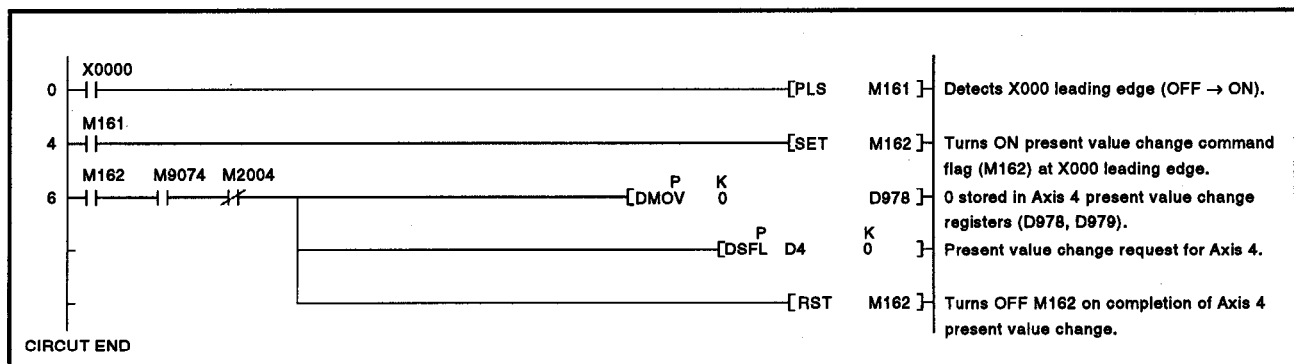 X0000
0 [PLS M161] Detects X000 leading edge (OFF → ON).
M161
4 [SET M162] Turns ON present value change command
flag (M162) at X000 leading edge.
M162 M9074 M2004
P K
6 [DMOV 0 D978] 0 stored in Axis 4 present value change
registers (D978, D979).
P K
[DSFL D4 0 ] Present value change request for Axis 4.
[RST M162] Turns OFF M162 on completion of Axis 4
present value change.
CIRCUT END